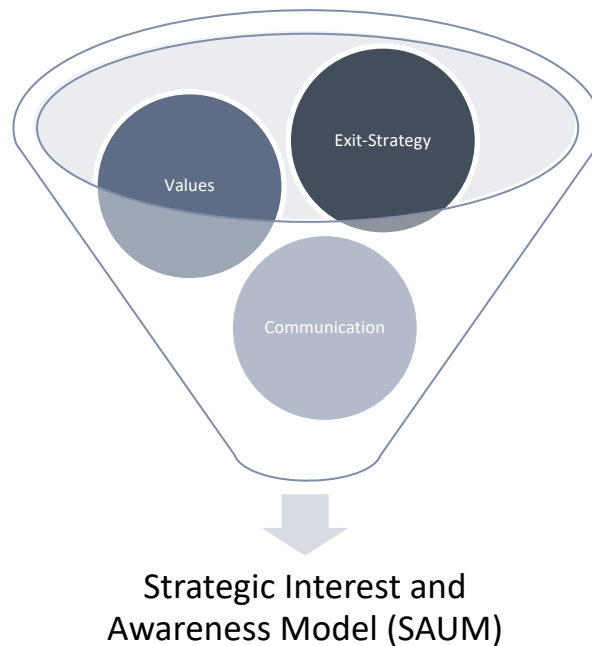 Exit-Strategy
Values
Communication
Strategic Interest and
Awareness Model (SAUM)